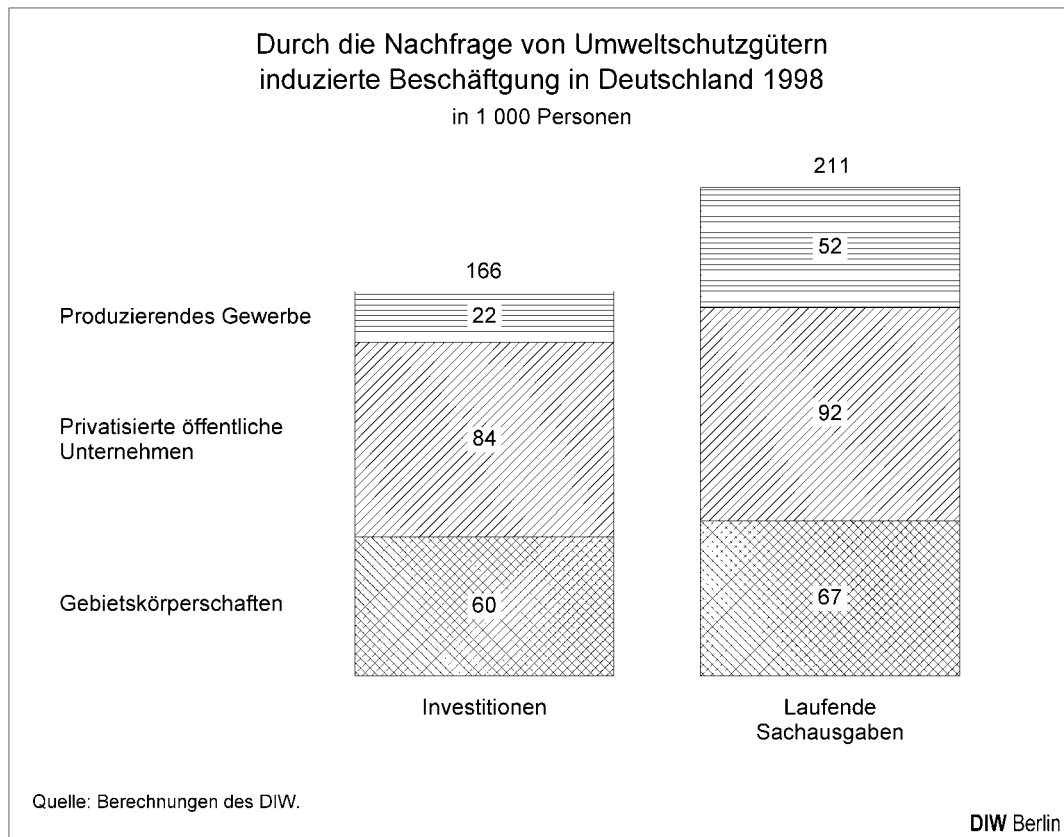 Durch die Nachfrage von Umweltschutzgütern
induzierte Beschäftgung in Deutschland 1998
in 1 000 Personen
211
52
166
Produzierendes Gewerbe
22
Privatisierte öffentliche
Unternehmen
84
92
Gebietskörperschaften
60
67
Investitionen
Laufende
Sachausgaben
Quelle: Berechnungen des DIW.
DIW Berlin